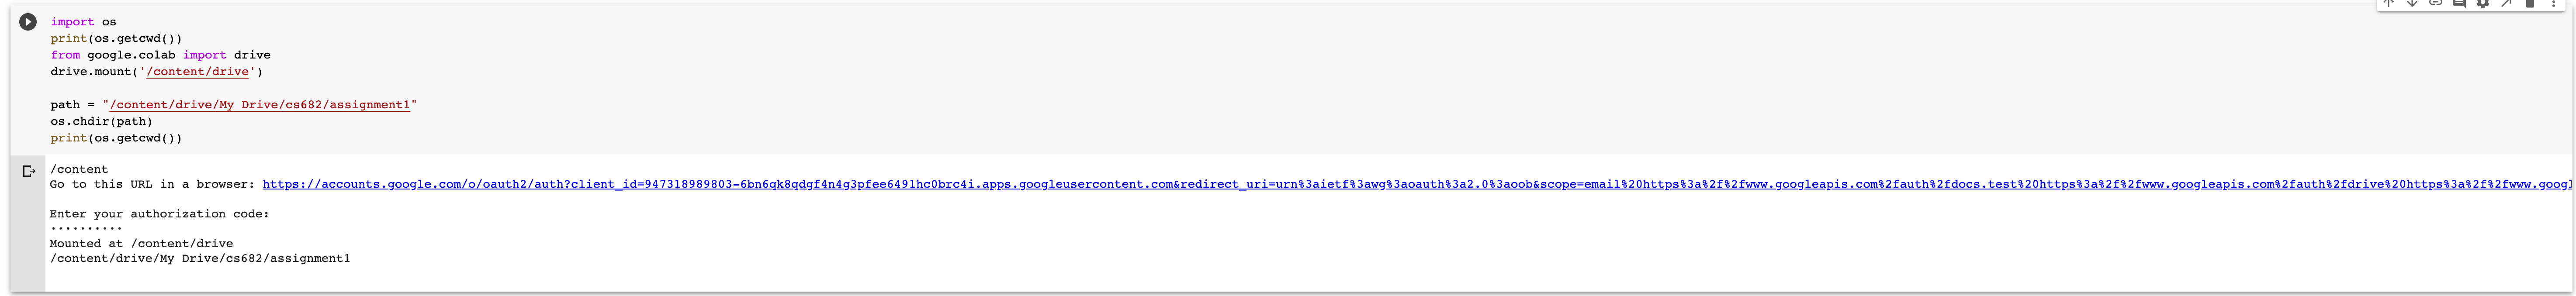 import os
print(os.getcwd())
from google.colab import drive
drive.mount('/content/drive')
path = "/content/drive/My Drive/cs682/assignment1"
os.chdir(path)
print(os.getcwd())
/content
Go to this URL in a browser: https://accounts.google.com/o/oauth2/auth?client_id=947318989803-6bn6qk8qdgf4n4g3pfee6491hc0brc4i.apps.googleusercontent.com&redirect_uri=urn%3aietf%3awg%3aoauth%3a2.0%3aoob&scope=email%20https%3a%2f%2fwww.googleapis.com%2fauth%2fdocs.test%20https%3a%2f%2fwww.googleapis.com%2fauth%2fdrive%20https%3a%2f%2fwww.googl
Enter your authorization code:
··········
Mounted at /content/drive
/content/drive/My Drive/cs682/assignment1